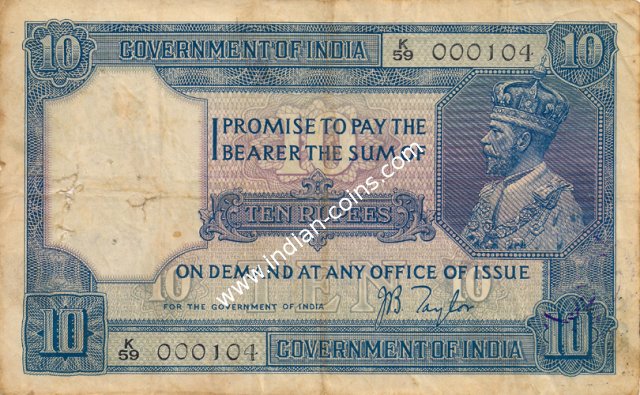 10 GOVERNMENT OF INDIA K/59 000104 10
I PROMISE TO PAY THE
BEARER THE SUM OF
10
TEN RUPEES
ON DEMAND AT ANY OFFICE OF ISSUE
10 TEN 10
FOR THE GOVERNMENT OF INDIA JB Taylor
10 K/59 000104 GOVERNMENT OF INDIA 10
www.indian-coins.com